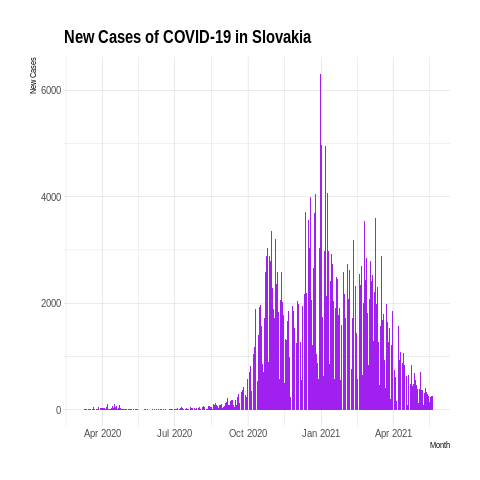 New Cases of COVID-19 in Slovakia
New Cases
6000
4000
2000
0
Apr 2020 Jul 2020 Oct 2020 Jan 2021 Apr 2021
Month